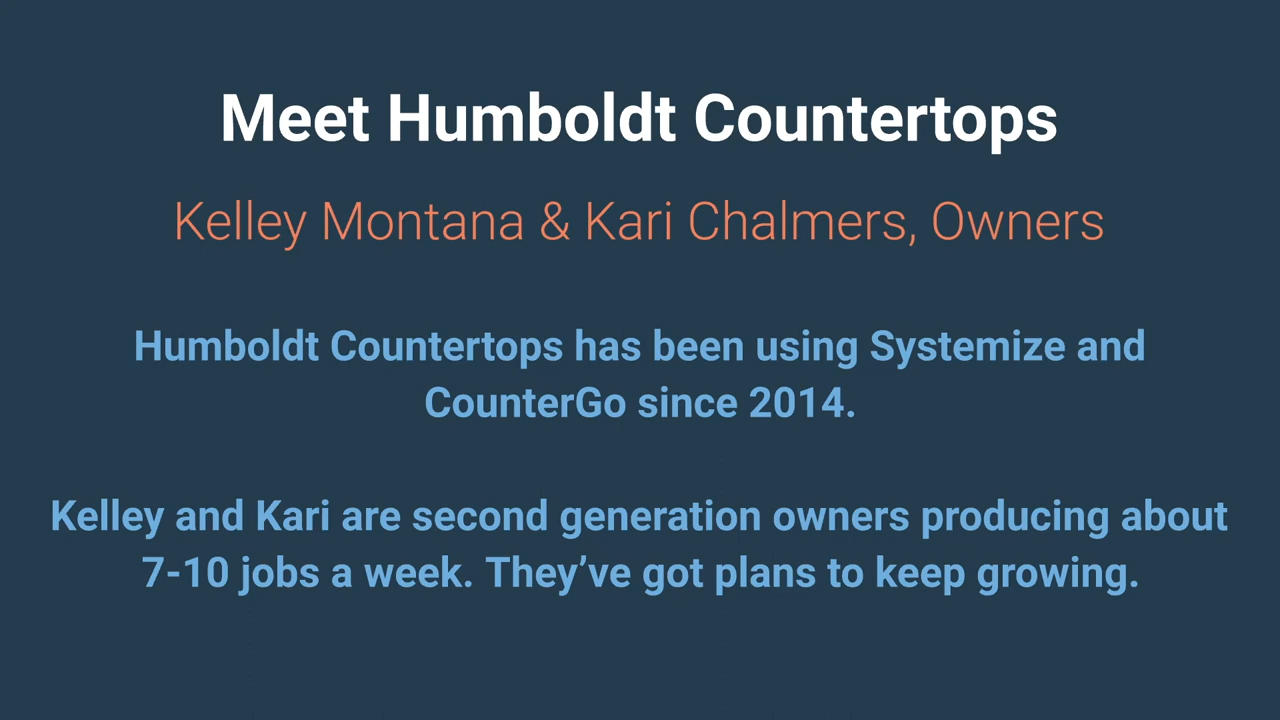 Meet Humboldt Countertops
Kelley Montana & Kari Chalmers, Owners
Humboldt Countertops has been using Systemize and
CounterGo since 2014.
Kelley and Kari are second generation owners producing about
7-10 jobs a week. They’ve got plans to keep growing.